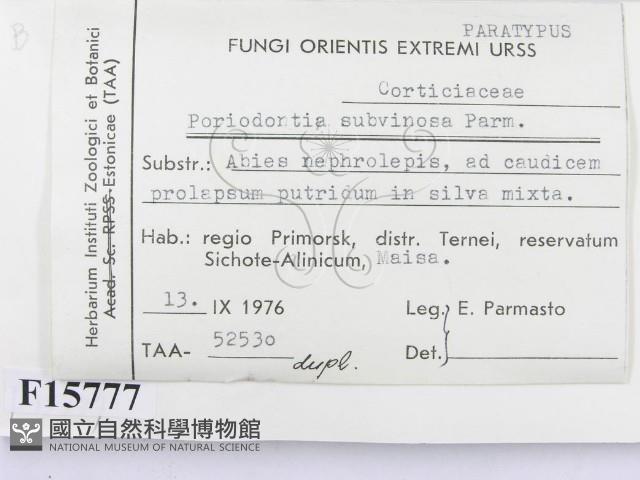 B
Herbarium Instituti Zoologici et Botanici
Acad. Sc. RPSS Estonicae (TAA)
PARATYPUS
FUNGI ORIENTIS EXTREMI URSS
Corticiaceae
Poriodontia subvinosa Parm.
Substr.: Abies nephrolepis, ad caudicem
prolapsum putridum in silva mixta.
Hab.: regio Primorsk, distr. Ternei, reservatum
Sichote-Alinicum, Maisa.
13. IX 1976
Leg. E. Parmasto
TAA- 52530 dupl.
Det.
F15777
國立自然科學博物館
NATIONAL MUSEUM OF NATURAL SCIENCE